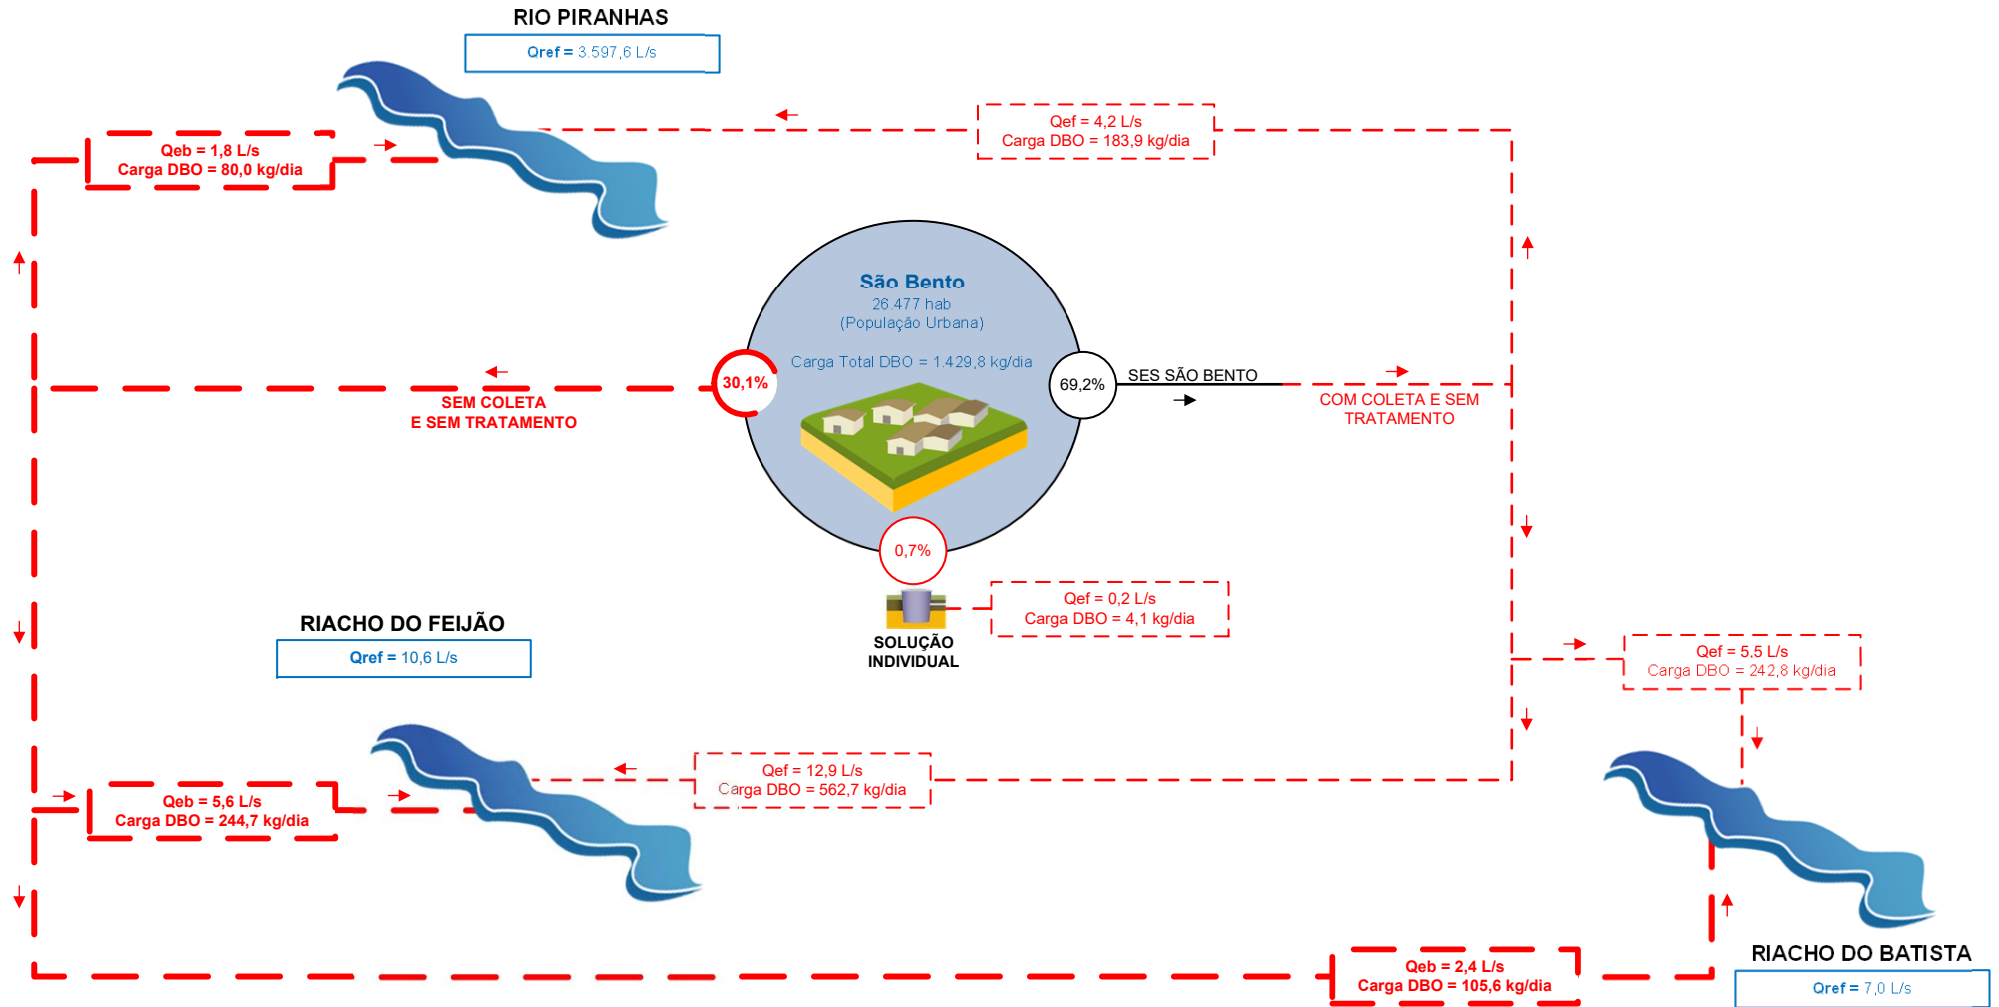 RIO PIRANHAS
Qref = 3.597,6 L/s
Qeb = 1,8 L/s
Carga DBO = 80,0 kg/dia
Qef = 4,2 L/s
Carga DBO = 183,9 kg/dia
São Bento
26.477 hab
(População Urbana)
Carga Total DBO = 1.429,8 kg/dia
30,1%
69,2%
SES SÃO BENTO
SEM COLETA
E SEM TRATAMENTO
COM COLETA E SEM
TRATAMENTO
0,7%
Qef = 0,2 L/s
Carga DBO = 4,1 kg/dia
SOLUÇÃO
INDIVIDUAL
RIACHO DO FEIJÃO
Qref = 10,6 L/s
Qef = 5.5 L/s
Carga DBO = 242,8 kg/dia
Qef = 12,9 L/s
Carga DBO = 562,7 kg/dia
Qeb = 5,6 L/s
Carga DBO = 244,7 kg/dia
RIACHO DO BATISTA
Qref = 7,0 L/s
Qeb = 2,4 L/s
Carga DBO = 105,6 kg/dia